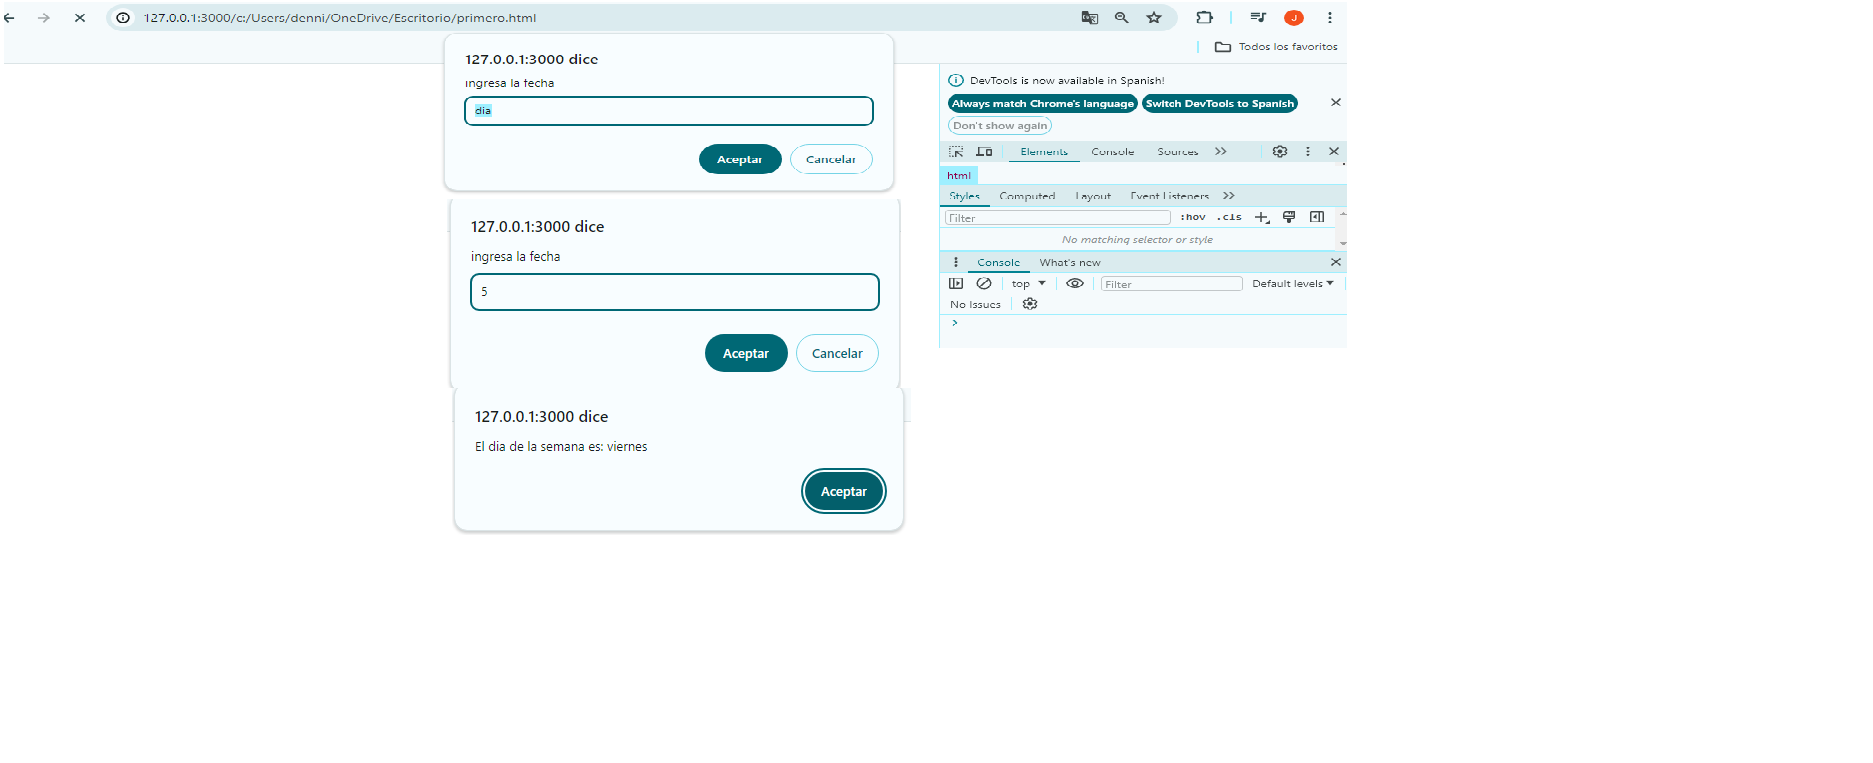 127.0.0.1:3000/c:/Users/denni/OneDrive/Escritorio/primero.html
J
Todos los favoritos
127.0.0.1:3000 dice
ingresa la fecha
dia
Aceptar
Cancelar
127.0.0.1:3000 dice
ingresa la fecha
5
Aceptar
Cancelar
127.0.0.1:3000 dice
El dia de la semana es: viernes
Aceptar
DevTools is now available in Spanish!
Always match Chrome's language
Switch DevTools to Spanish
Don't show again
Elements
Console
Sources
html
Styles
Computed
Layout
Event Listeners
Filter
:hov
.cls
No matching selector or style
Console
What's new
top
Filter
Default levels
No Issues